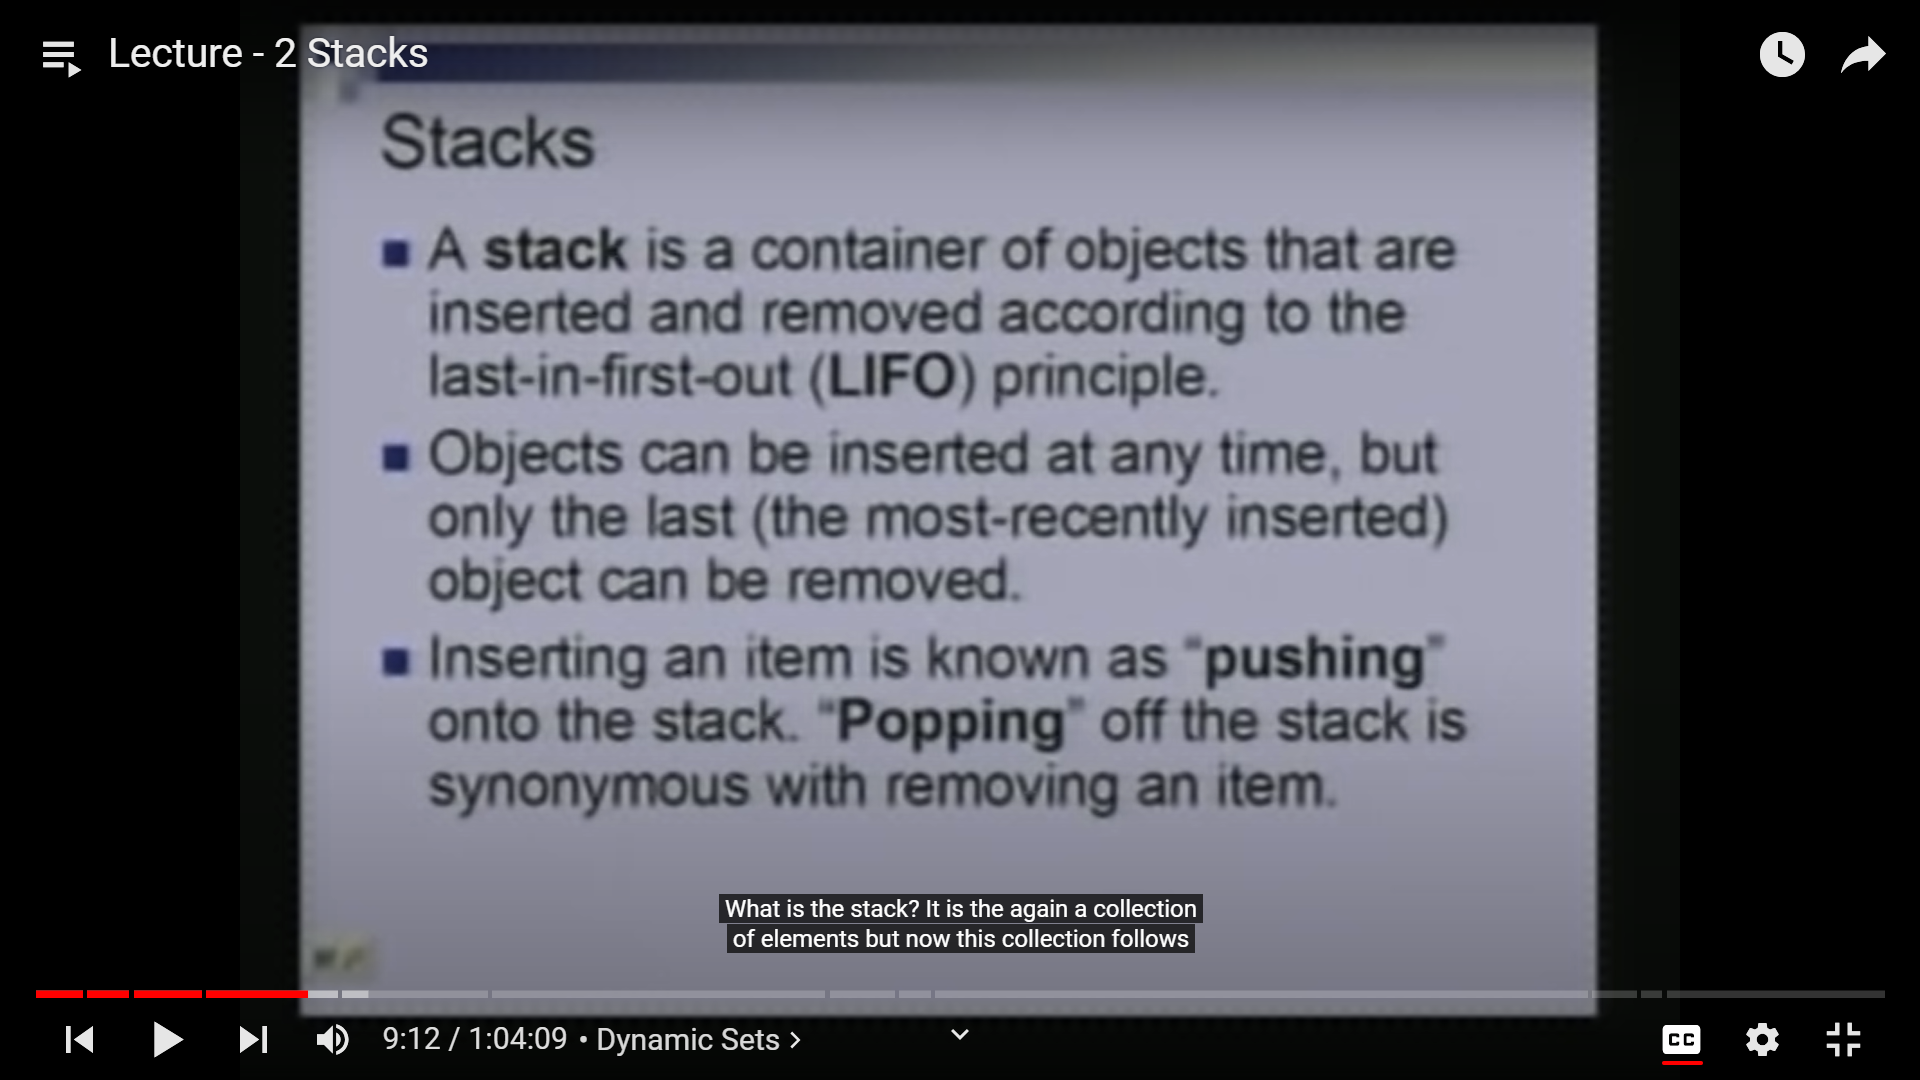 Lecture - 2 Stacks
Stacks
A stack is a container of objects that are
inserted and removed according to the
last-in-first-out (LIFO) principle.
Objects can be inserted at any time, but
only the last (the most-recently inserted)
object can be removed.
Inserting an item is known as “pushing”
onto the stack. “Popping” off the stack is
synonymous with removing an item.
What is the stack? It is the again a collection
of elements but now this collection follows
9:12 / 1:04:09 • Dynamic Sets >
CC